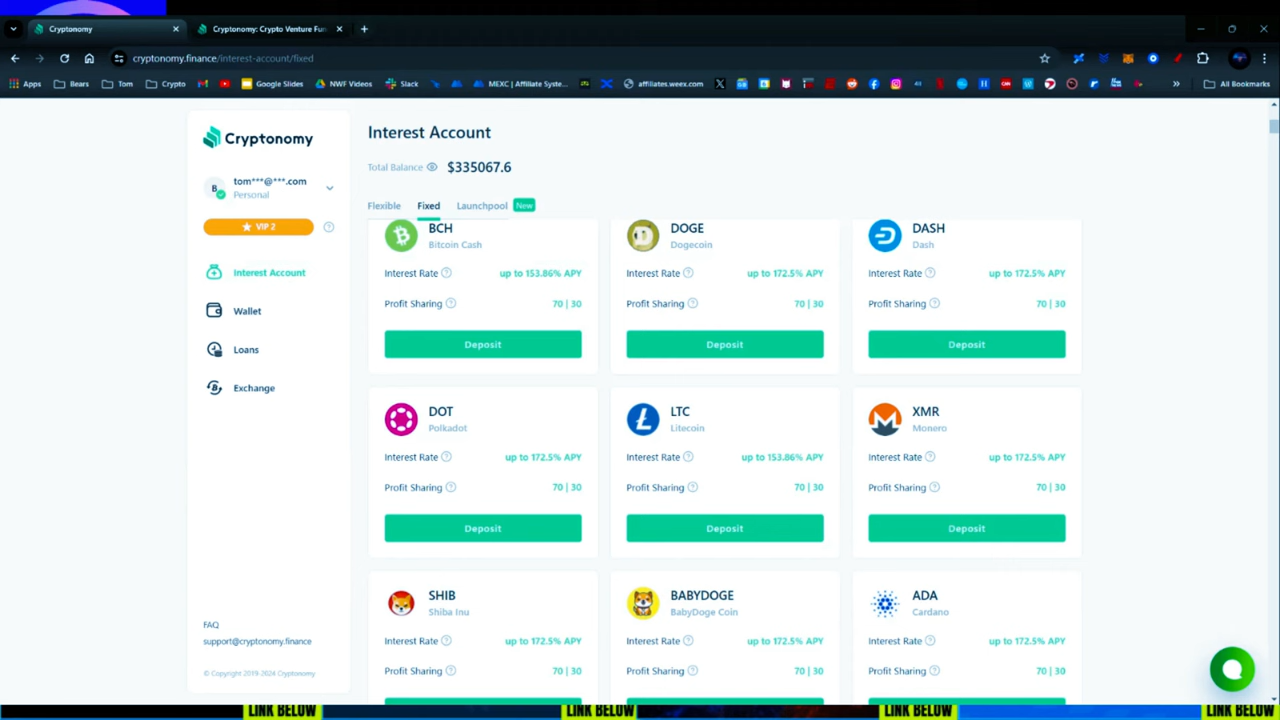 Cryptonomy
Cryptonomy: Crypto Venture Fun
cryptonomy.finance/interest-account/fixed
Apps
Bears
Tom
Crypto
Google Slides
NWF Videos
Slack
MEXC | Affiliate Syste...
affiliates.weex.com
All Bookmarks
Cryptonomy
B
tom***@***.com
Personal
VIP 2
Interest Account
Wallet
Loans
Exchange
FAQ
support@cryptonomy.finance
© Copyright 2019-2024 Cryptonomy
Interest Account
Total Balance $335067.6
Flexible Fixed Launchpool New
BCH
Bitcoin Cash
Interest Rate up to 153.86% APY
Profit Sharing 70 | 30
Deposit
DOGE
Dogecoin
Interest Rate up to 172.5% APY
Profit Sharing 70 | 30
Deposit
DASH
Dash
Interest Rate up to 172.5% APY
Profit Sharing 70 | 30
Deposit
DOT
Polkadot
Interest Rate up to 172.5% APY
Profit Sharing 70 | 30
Deposit
LTC
Litecoin
Interest Rate up to 153.86% APY
Profit Sharing 70 | 30
Deposit
XMR
Monero
Interest Rate up to 172.5% APY
Profit Sharing 70 | 30
Deposit
SHIB
Shiba Inu
Interest Rate up to 172.5% APY
Profit Sharing 70 | 30
BABYDOGE
BabyDoge Coin
Interest Rate up to 172.5% APY
Profit Sharing 70 | 30
ADA
Cardano
Interest Rate up to 172.5% APY
Profit Sharing 70 | 30
LINK BELOW
LINK BELOW
LINK BELOW
LINK BELOW